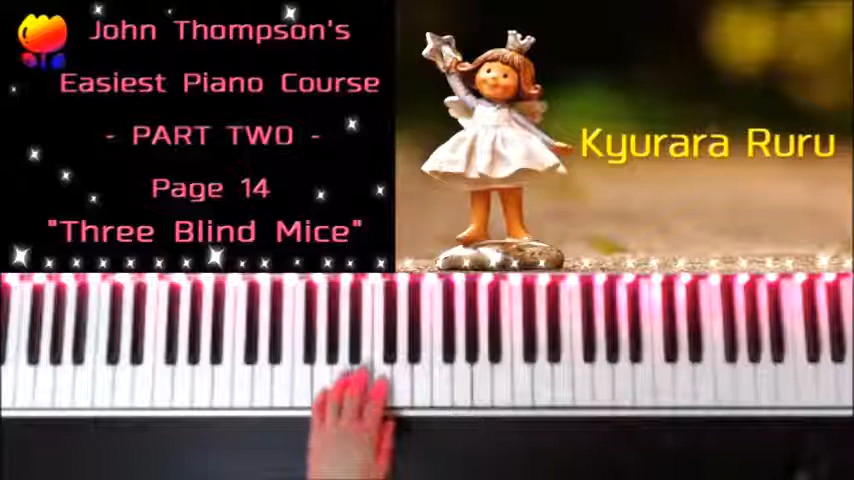 John Thompson's
Easiest Piano Course
- PART TWO -
Page 14
"Three Blind Mice"
Kyurara Ruru